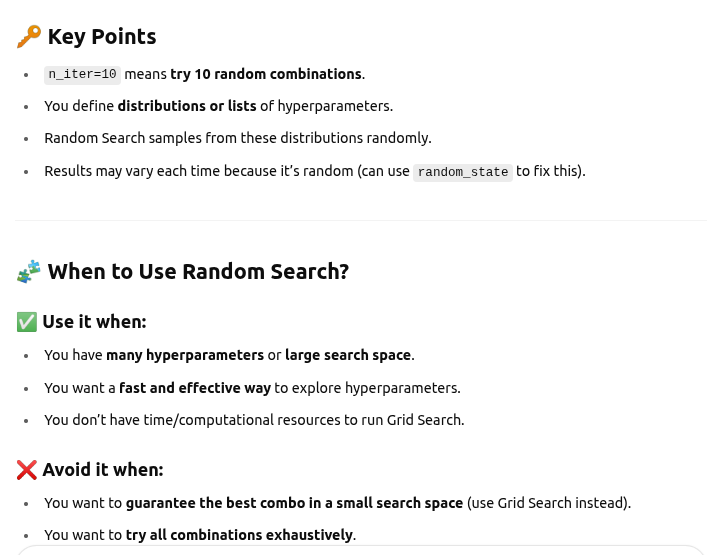 🔑 Key Points
• n_iter=10 means try 10 random combinations.
• You define distributions or lists of hyperparameters.
• Random Search samples from these distributions randomly.
• Results may vary each time because it’s random (can use random_state to fix this).
🧩 When to Use Random Search?
✅ Use it when:
• You have many hyperparameters or large search space.
• You want a fast and effective way to explore hyperparameters.
• You don’t have time/computational resources to run Grid Search.
❌ Avoid it when:
• You want to guarantee the best combo in a small search space (use Grid Search instead).
• You want to try all combinations exhaustively.